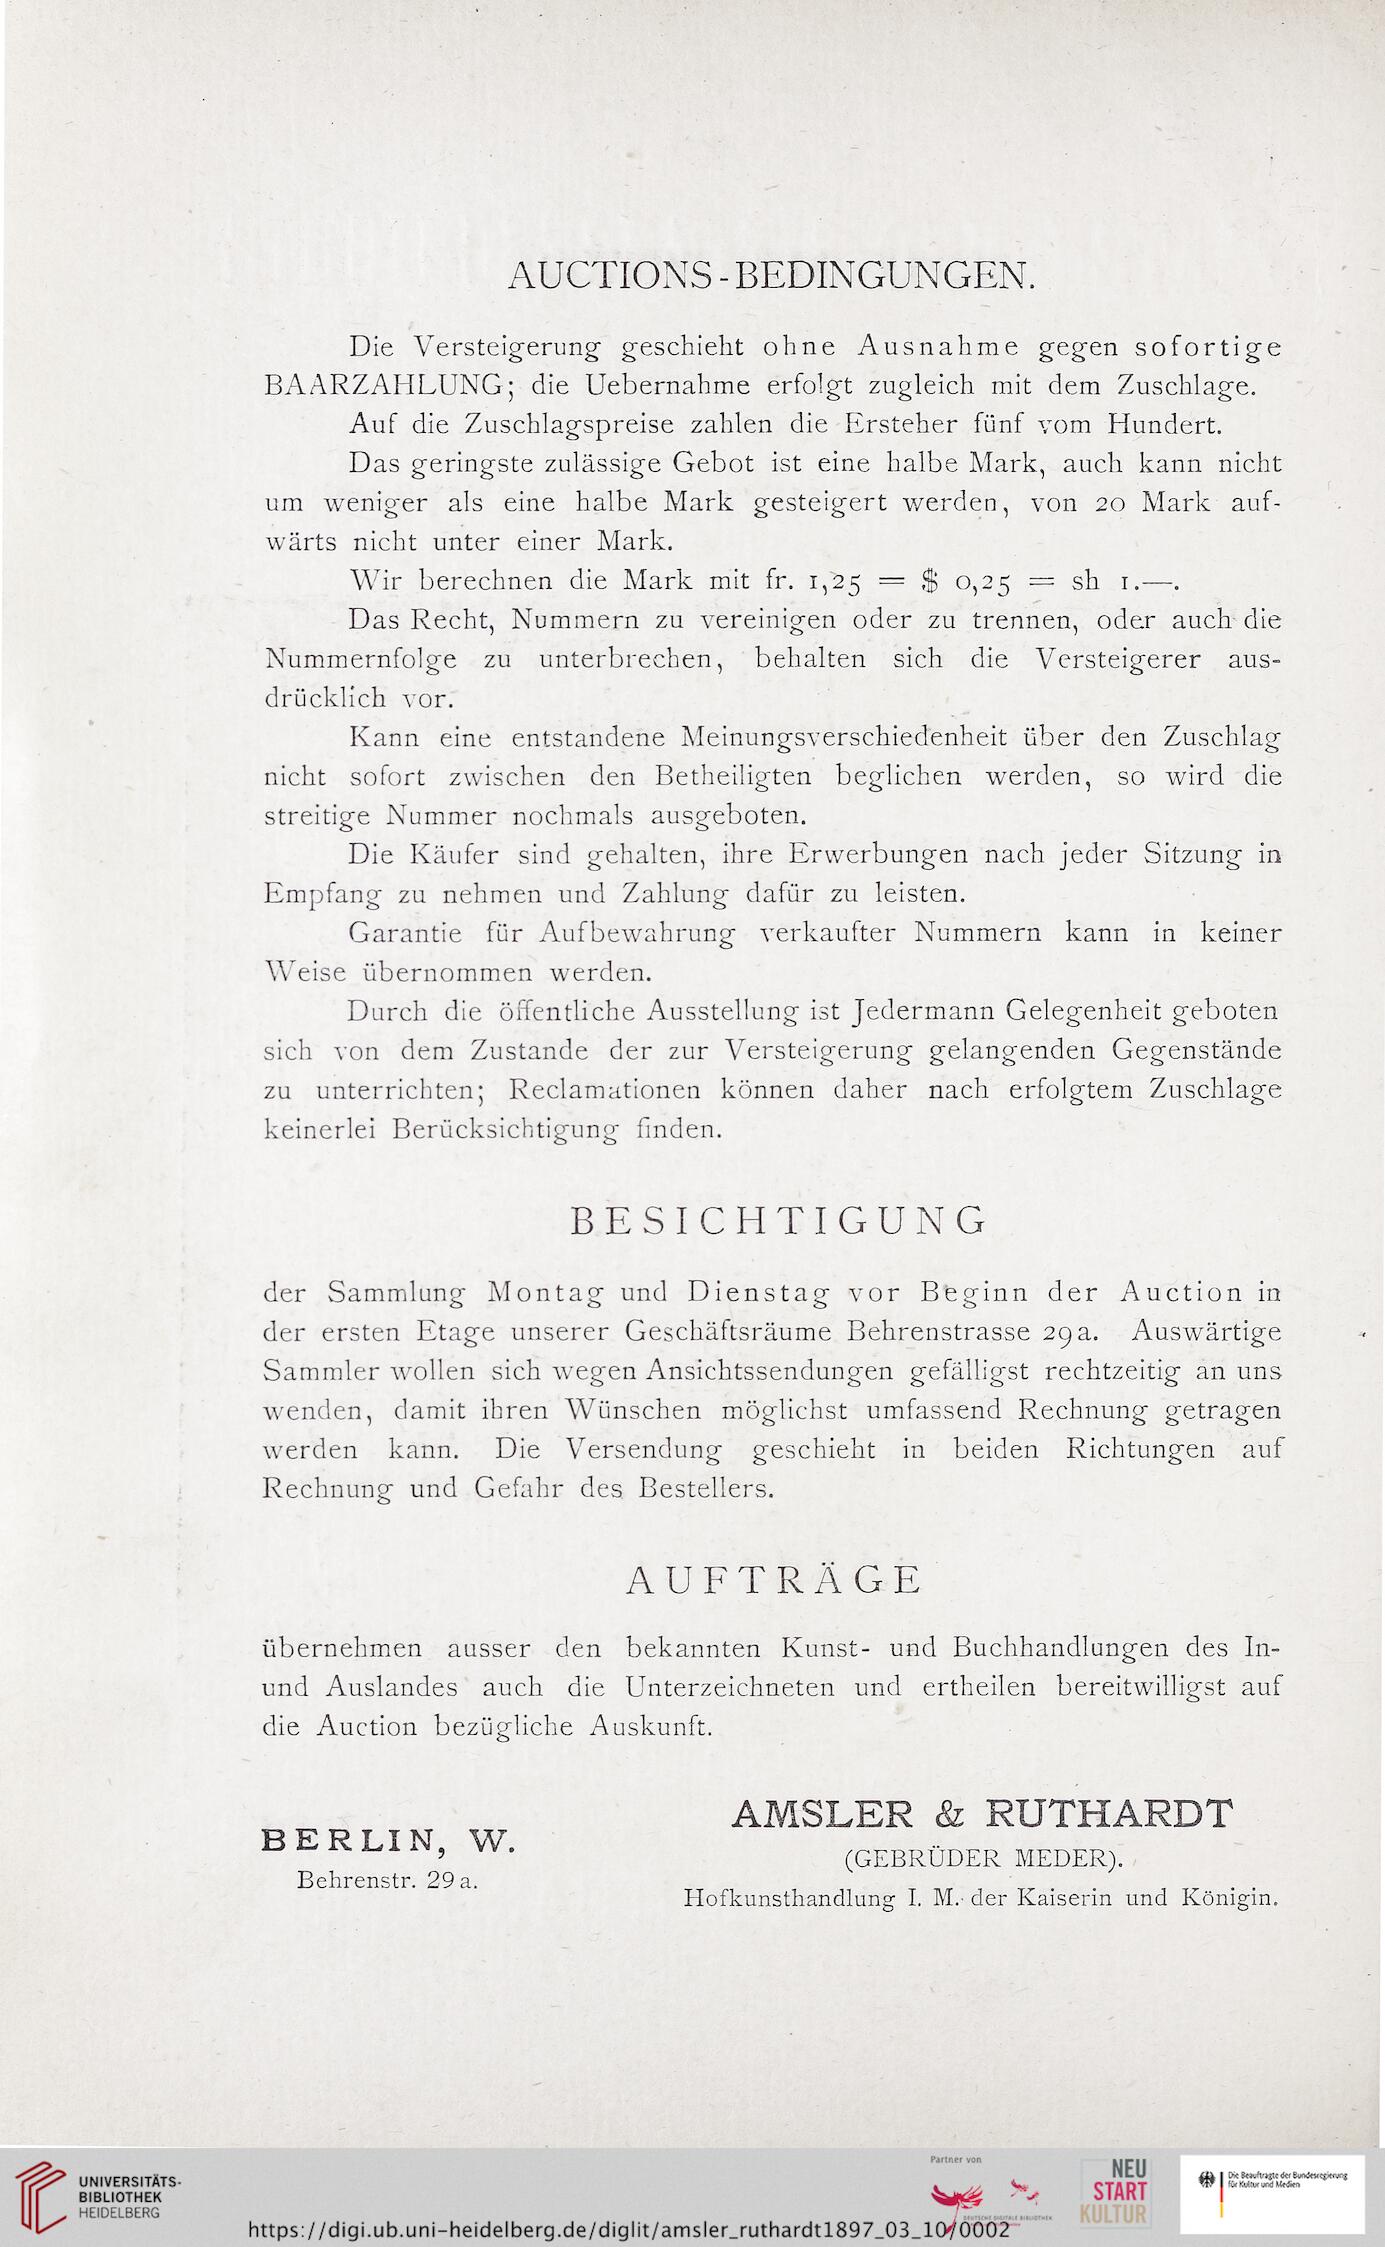 AUCTIONS-BEDINGUNGEN.
Die Versteigerung geschieht ohne Ausnahme gegen sofortige
BAARZAHLUNG; die Uebernahme erfolgt zugleich mit dem Zuschlage.
Auf die Zuschlagspreise zahlen die Ersteher fünf vom Hundert.
Das geringste zulässige Gebot ist eine halbe Mark, auch kann nicht
um weniger als eine halbe Mark gesteigert werden, von 20 Mark auf-
wärts nicht unter einer Mark.
Wir berechnen die Mark mit fr. 1,25 = $ 0,25 = sh 1.—.
Das Recht, Nummern zu vereinigen oder zu trennen, oder auch die
Nummernfolge zu unterbrechen, behalten sich die Versteigerer aus-
drücklich vor.
Kann eine entstandene Meinungsverschiedenheit über den Zuschlag
nicht sofort zwischen den Betheiligten beglichen werden, so wird die
streitige Nummer nochmals ausgeboten.
Die Käufer sind gehalten, ihre Erwerbungen nach jeder Sitzung in
Empfang zu nehmen und Zahlung dafür zu leisten.
Garantie für Aufbewahrung verkaufter Nummern kann in keiner
Weise übernommen werden.
Durch die öffentliche Ausstellung ist Jedermann Gelegenheit geboten
sich von dem Zustande der zur Versteigerung gelangenden Gegenstände
zu unterrichten; Reclamationen können daher nach erfolgtem Zuschlage
keinerlei Berücksichtigung finden.
BESICHTIGUNG
der Sammlung Montag und Dienstag vor Beginn der Auction in
der ersten Etage unserer Geschäftsräume Behrenstrasse 29a. Auswärtige
Sammler wollen sich wegen Ansichtssendungen gefälligst rechtzeitig an uns
wenden, damit ihren Wünschen möglichst umfassend Rechnung getragen
werden kann. Die Versendung geschieht in beiden Richtungen auf
Rechnung und Gefahr des Bestellers.
AUFTRÄGE
übernehmen ausser den bekannten Kunst- und Buchhandlungen des In-
und Auslandes auch die Unterzeichneten und ertheilen bereitwilligst auf
die Auction bezügliche Auskunft.
BERLIN, W.
Behrenstr. 29a.
AMSLER & RUTHARDT
(GEBRÜDER MEDER).
Hofkunsthandlung I. M. der Kaiserin und Königin.
UNIVERSITÄTS-
BIBLIOTHEK
HEIDELBERG
https://digi.ub.uni-heidelberg.de/diglit/amsler_ruthardt1897_03_10/0002
Partner von
DEUTSCHE DIGITALE BIBLIOTHEK
NEU
START
KULTUR
Die Beauftragte der Bundesregierung
für Kultur und Medien